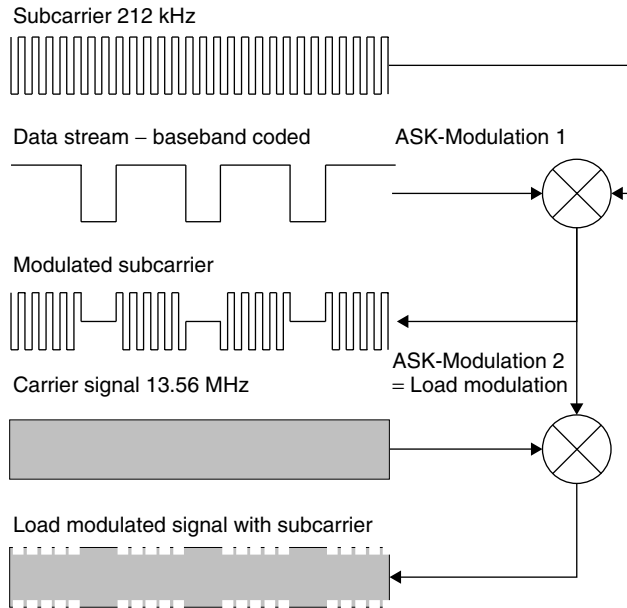 Subcarrier 212 kHz
Data stream – baseband coded
ASK-Modulation 1
Modulated subcarrier
ASK-Modulation 2
= Load modulation
Carrier signal 13.56 MHz
Load modulated signal with subcarrier